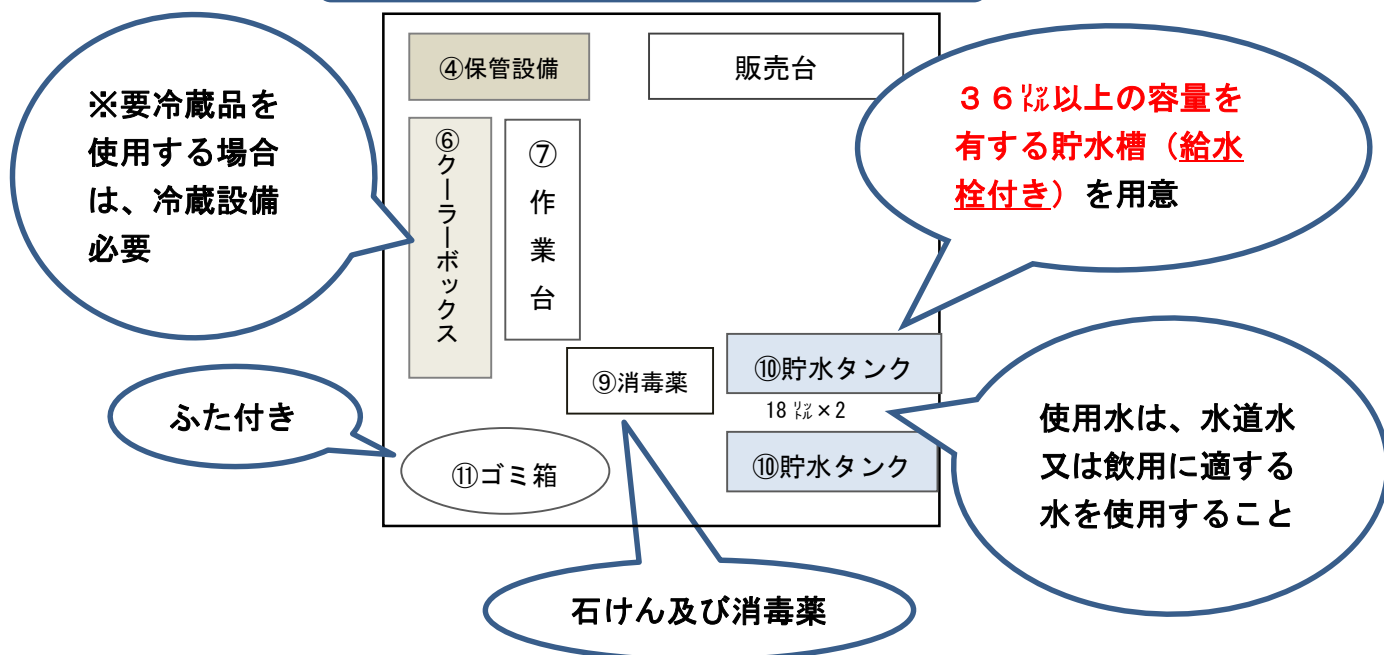 ④保管設備
販売台
※要冷蔵品を
使用する場合
は、冷蔵設備
必要
⑥クーラーボックス
⑦作業台
３６㍑以上の容量を
有する貯水槽（給水
栓付き）を用意
⑨消毒薬
⑩貯水タンク
18㍑×2
⑩貯水タンク
ふた付き
⑪ゴミ箱
使用水は、水道水
又は飲用に適する
水を使用すること
石けん及び消毒薬